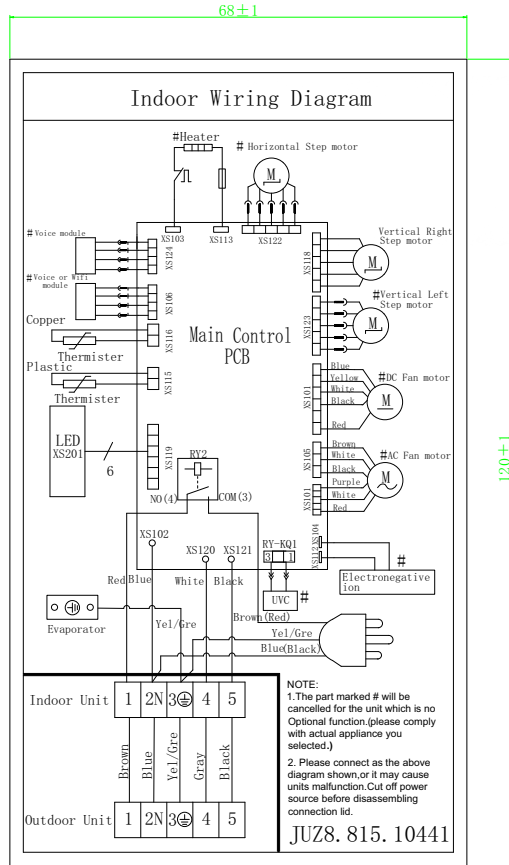 68±1
Indoor Wiring Diagram
#Heater
# Horizontal Step motor
M
XS103
XS113
XS122
# Voice module
XS124
Vertical Right
Step motor
XS118
M
# Voice or Wifi
module
XS106
#Vertical Left
Step motor
XS123
M
Copper
XS116
Thermister
Main Control
PCB
Plastic
XS115
Thermister
Blue
Yellow
White
Black
Red
XS101
#DC Fan motor
M
LED
XS201
6
XS119
RY2
NO(4)
COM(3)
Brown
White
Black
XS105
#AC Fan motor
M
Purple
White
Red
XS101
XS102
XS120
XS121
RY-KQ1
3
1
XS104
XS112
Red
Blue
White
Black
UVC
#
#
Electronegative
ion
Evaporator
Yel/Gre
Brown(Red)
Yel/Gre
Blue(Black)
120±1
Indoor Unit
1
2N
3
4
5
Brown
Blue
Yel/Gre
Gray
Black
Outdoor Unit
1
2N
3
4
5
NOTE:
1.The part marked # will be
cancelled for the unit which is no
Optional function.(please comply
with actual appliance you
selected.)
2. Please connect as the above
diagram shown,or it may cause
units malfunction.Cut off power
source before disassembling
connection lid.
JUZ8.815.10441